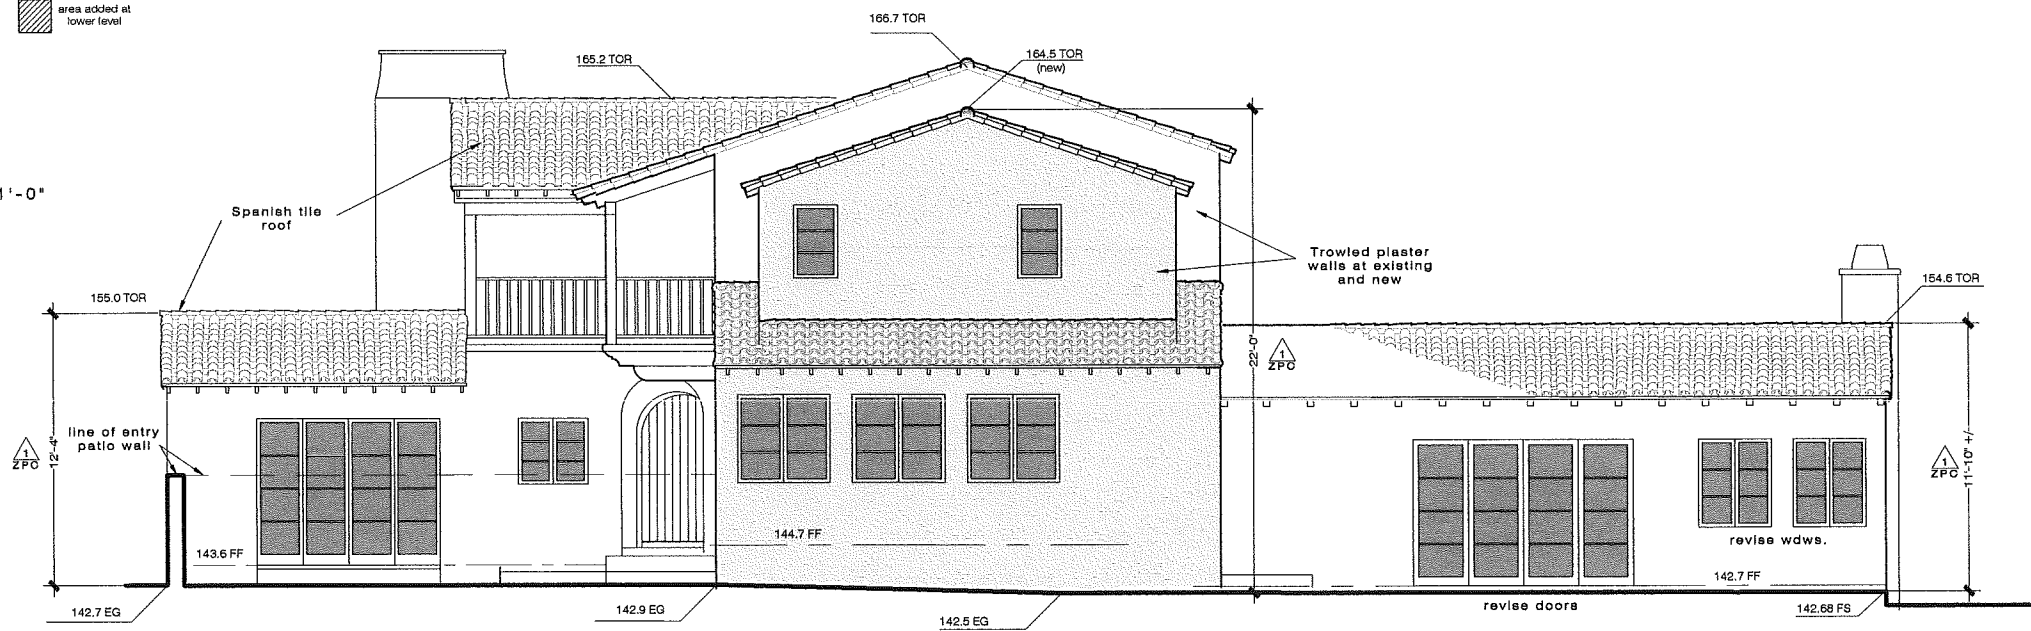 area added at
lower level
166.7 TOR
165.2 TOR
164.5 TOR
(new)
1'-0"
Spanish tile
roof
Trowled plaster
walls at existing
and new
155.0 TOR
154.6 TOR
22'-0"
1
ZPC
line of entry
patio wall
1
ZPC
12'-4"
1
ZPC
11'-10" +/-
144.7 FF
143.6 FF
revise wdws.
142.7 FF
142.7 EG
142.9 EG
142.5 EG
revise doors
142.68 FS